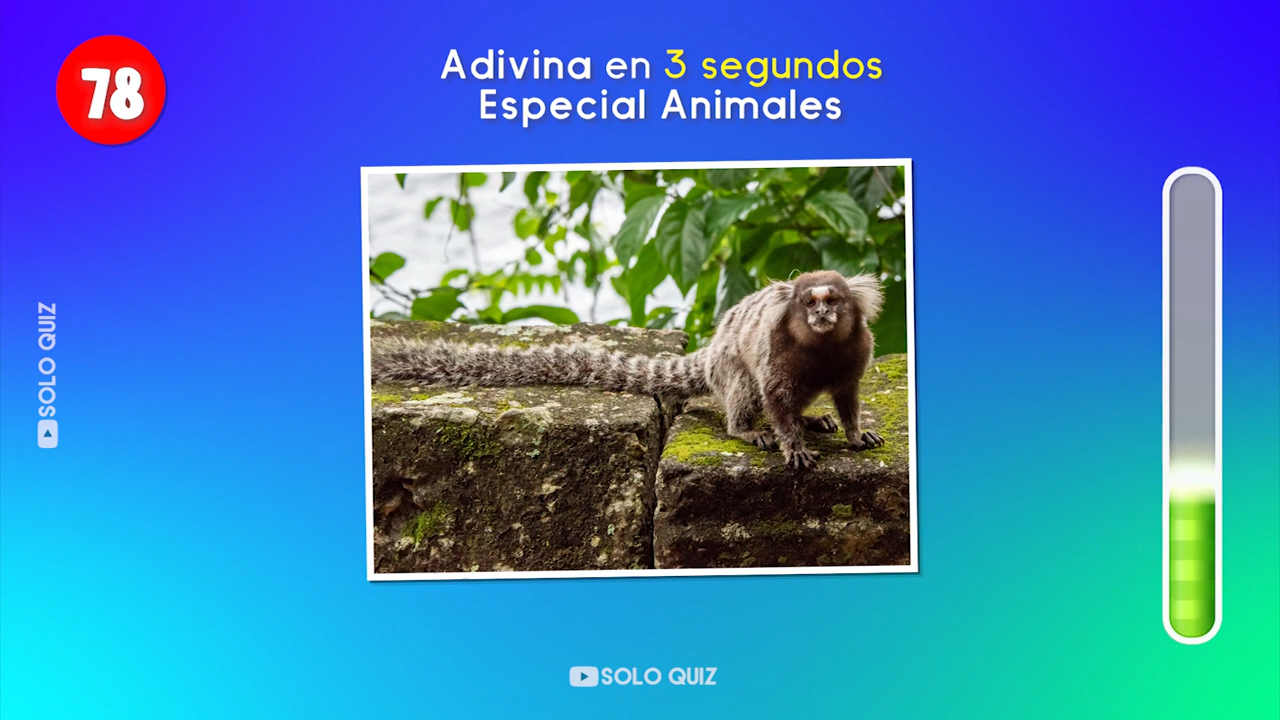 78
Adivina en 3 segundos
Especial Animales
SOLO QUIZ
SOLO QUIZ